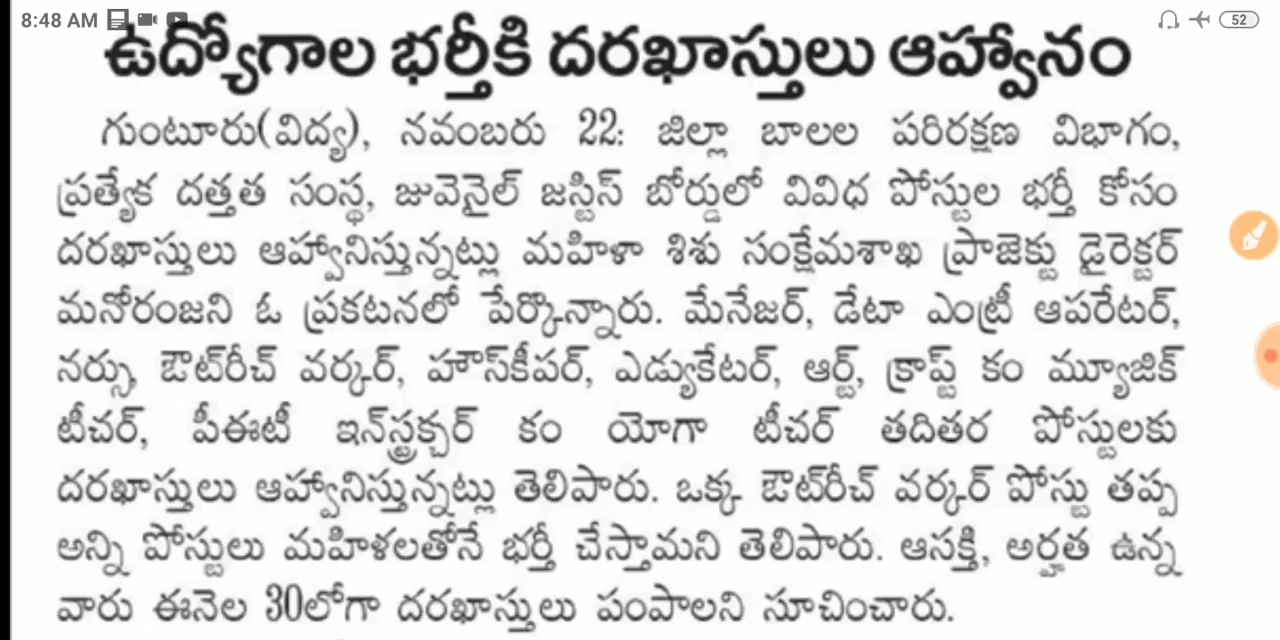 8:48 AM
52
ఉద్యోగాల భర్తీకి దరఖాస్తులు ఆహ్వానం
గుంటూరు(విద్య), నవంబరు 22: జిల్లా బాలల పరిరక్షణ విభాగం,
ప్రత్యేక దత్తత సంస్థ, జువెనైల్ జస్టిస్ బోర్డులో వివిధ పోస్టుల భర్తీ కోసం
దరఖాస్తులు ఆహ్వానిస్తున్నట్లు మహిళా శిశు సంక్షేమశాఖ ప్రాజెక్టు డైరెక్టర్
మనోరంజని ఓ ప్రకటనలో పేర్కొన్నారు. మేనేజర్, డేటా ఎంట్రీ ఆపరేటర్,
నర్సు, ఔట్‌రీచ్ వర్కర్, హౌస్‌కీపర్, ఎడ్యుకేటర్, ఆర్ట్, క్రాఫ్ట్ కం మ్యూజిక్
టీచర్, పీఈటీ ఇన్‌స్ట్రక్చర్ కం యోగా టీచర్ తదితర పోస్టులకు
దరఖాస్తులు ఆహ్వానిస్తున్నట్లు తెలిపారు. ఒక్క ఔట్‌రీచ్ వర్కర్ పోస్టు తప్ప
అన్ని పోస్టులు మహిళలతోనే భర్తీ చేస్తామని తెలిపారు. ఆసక్తి, అర్హత ఉన్న
వారు ఈనెల 30లోగా దరఖాస్తులు పంపాలని సూచించారు.